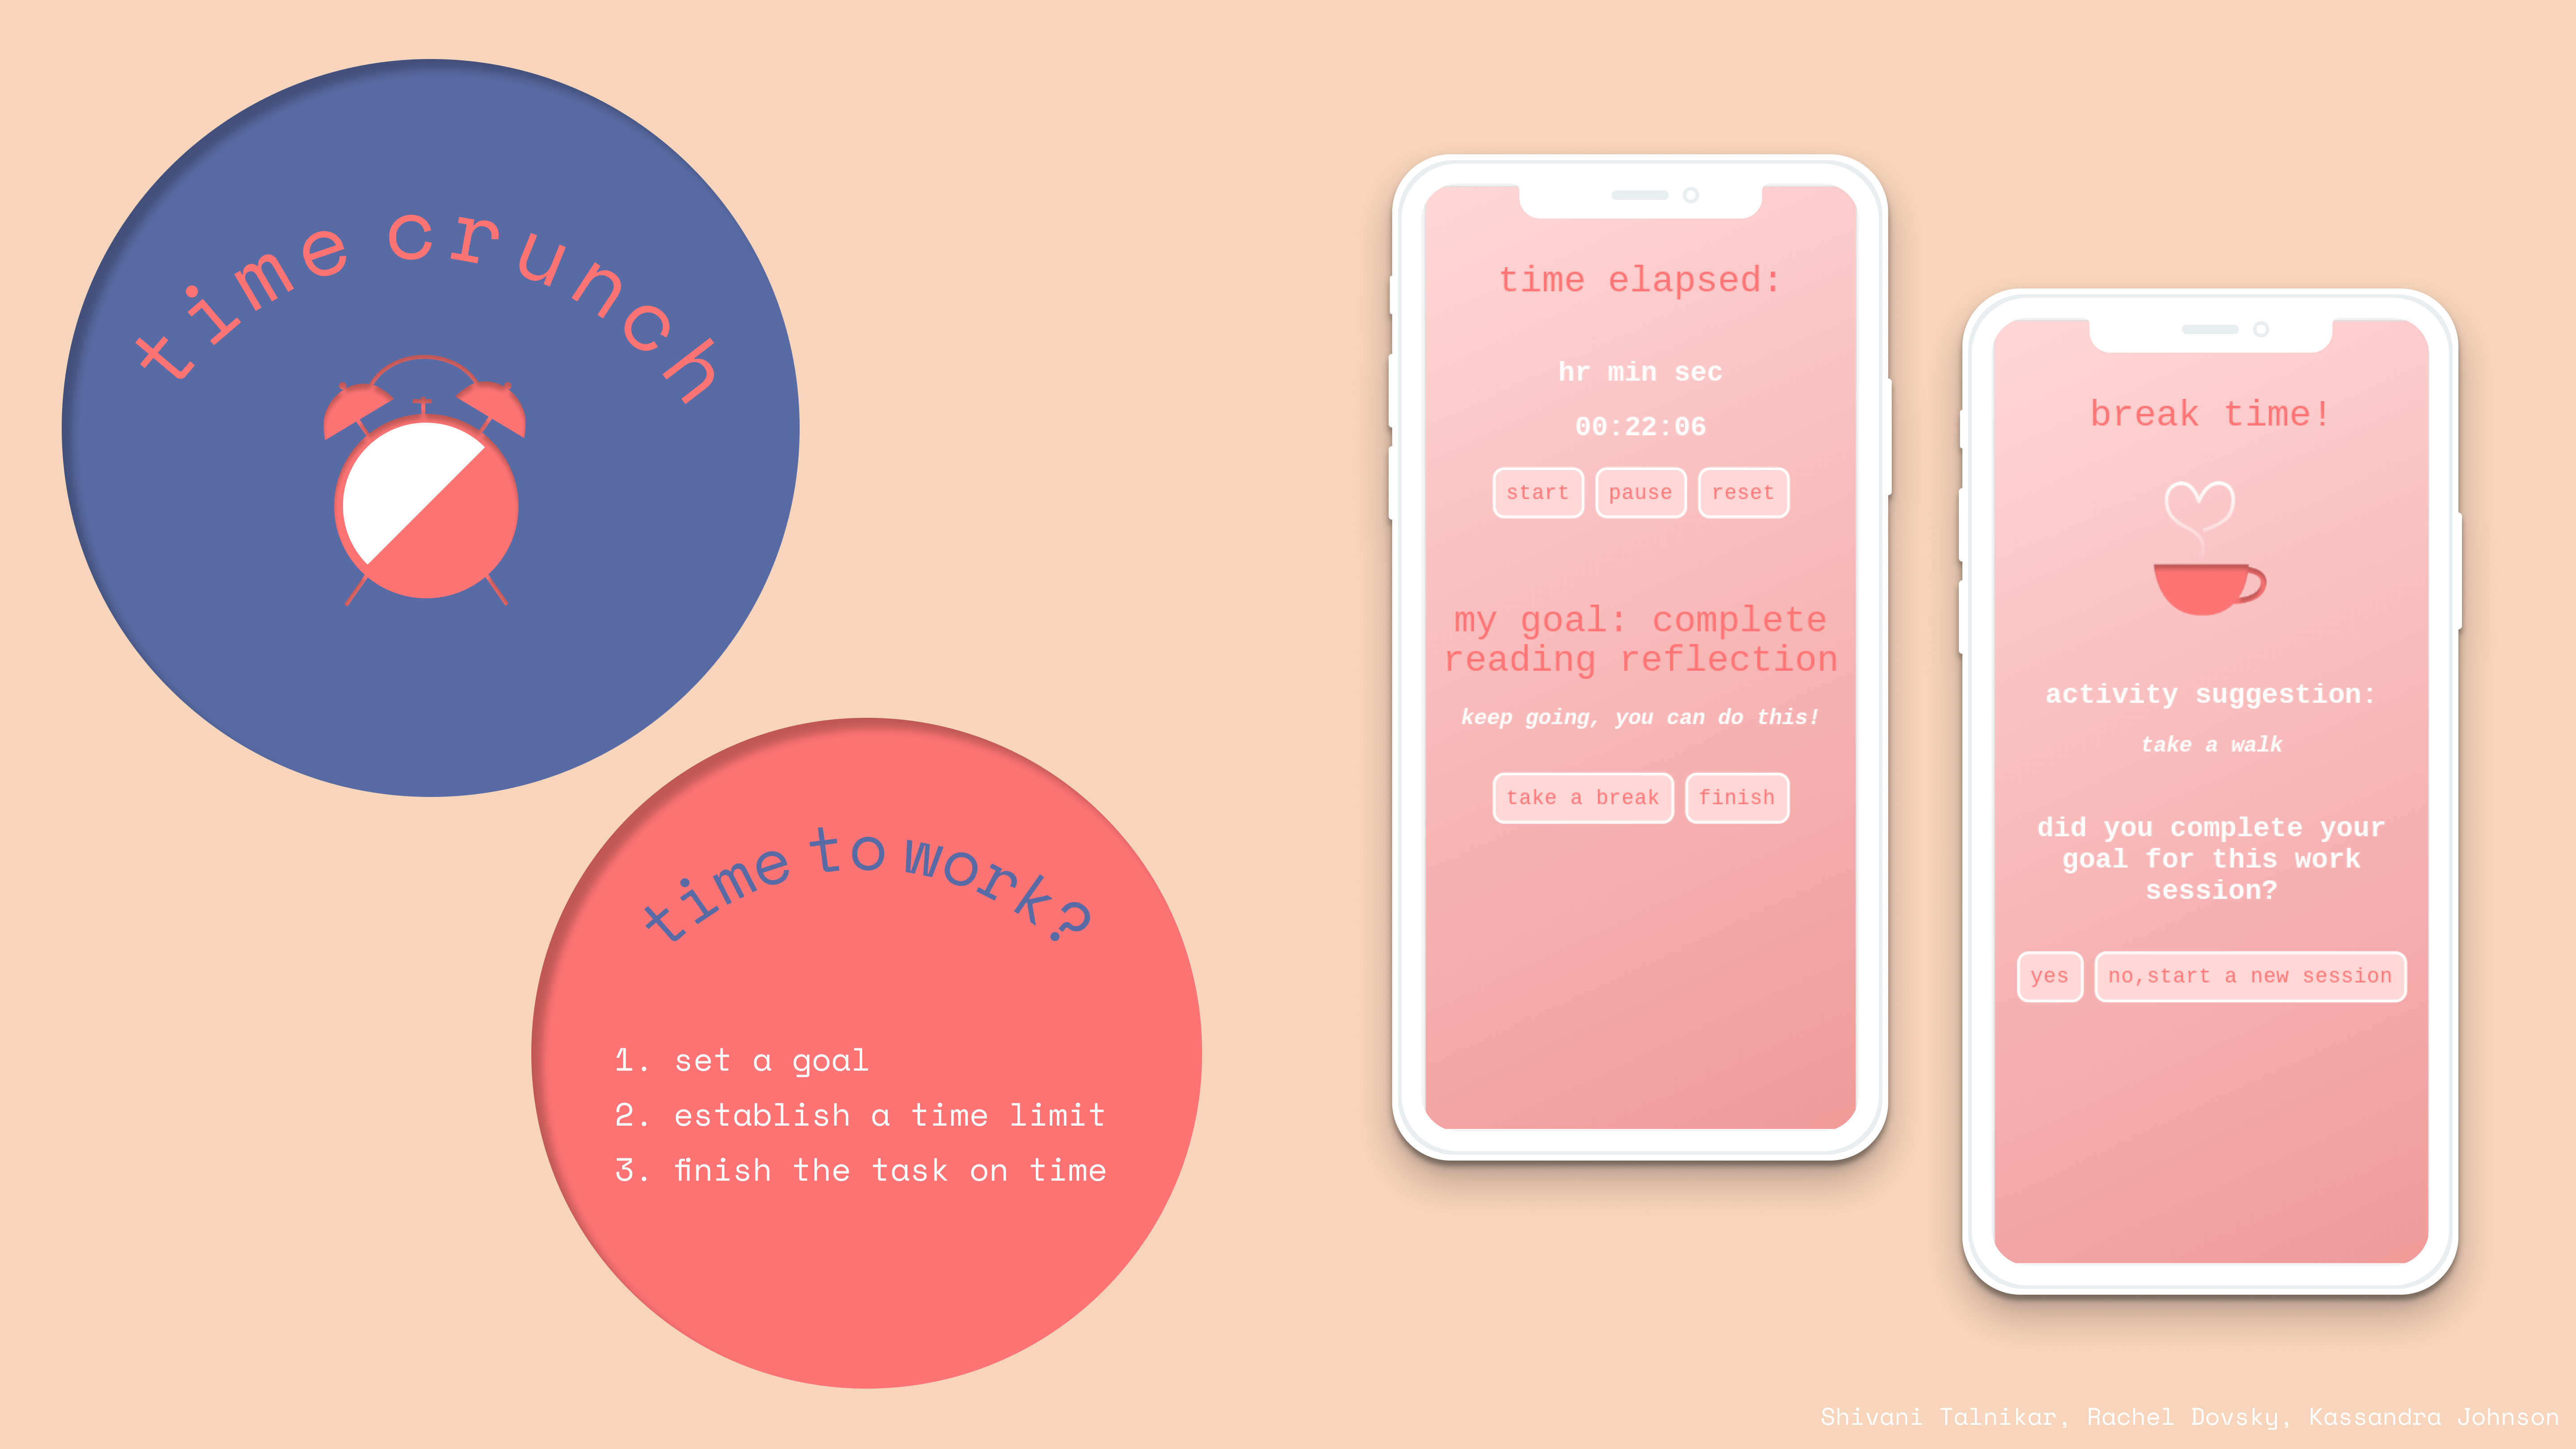 time crunch
time to work?
1. set a goal
2. establish a time limit
3. finish the task on time
time elapsed:
hr min sec
00:22:06
start pause reset
my goal: complete
reading reflection
keep going, you can do this!
take a break finish
break time!
activity suggestion:
take a walk
did you complete your
goal for this work
session?
yes no,start a new session
Shivani Talnikar, Rachel Dovsky, Kassandra Johnson